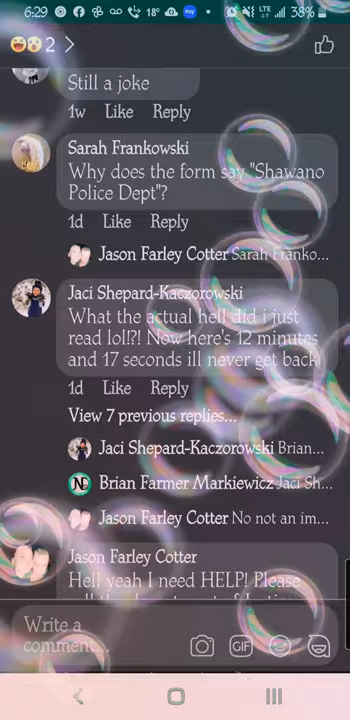 6:29
18°
Pay
LTE
38%
2
Still a joke
1w Like Reply
Sarah Frankowski
Why does the form say "Shawano
Police Dept"?
1d Like Reply
Jason Farley Cotter Sarah Franko...
Jaci Shepard-Kaczorowski
What the actual hell did i just
read lol!?! Now here's 12 minutes
and 17 seconds ill never get back
1d Like Reply
View 7 previous replies...
Jaci Shepard-Kaczorowski Brian...
Brian Farmer Markiewicz Jaci Sh...
Jason Farley Cotter No not an im...
Jason Farley Cotter
Hell yeah I need HELP! Please
Write a
comment...
GIF